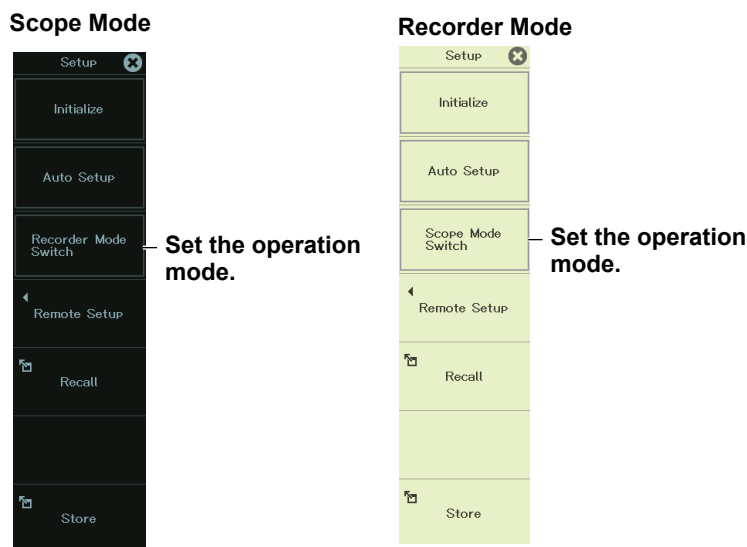 Scope Mode
Setup
Initialize
Auto Setup
Recorder Mode
Switch
Set the operation
mode.
Remote Setup
Recall
Store
Recorder Mode
Setup
Initialize
Auto Setup
Scope Mode
Switch
Set the operation
mode.
Remote Setup
Recall
Store